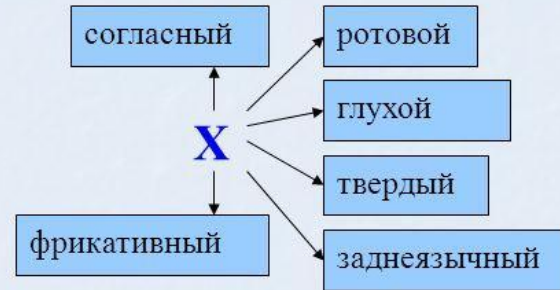 согласный
ротовой
глухой
Х
твердый
фрикативный
заднеязычный